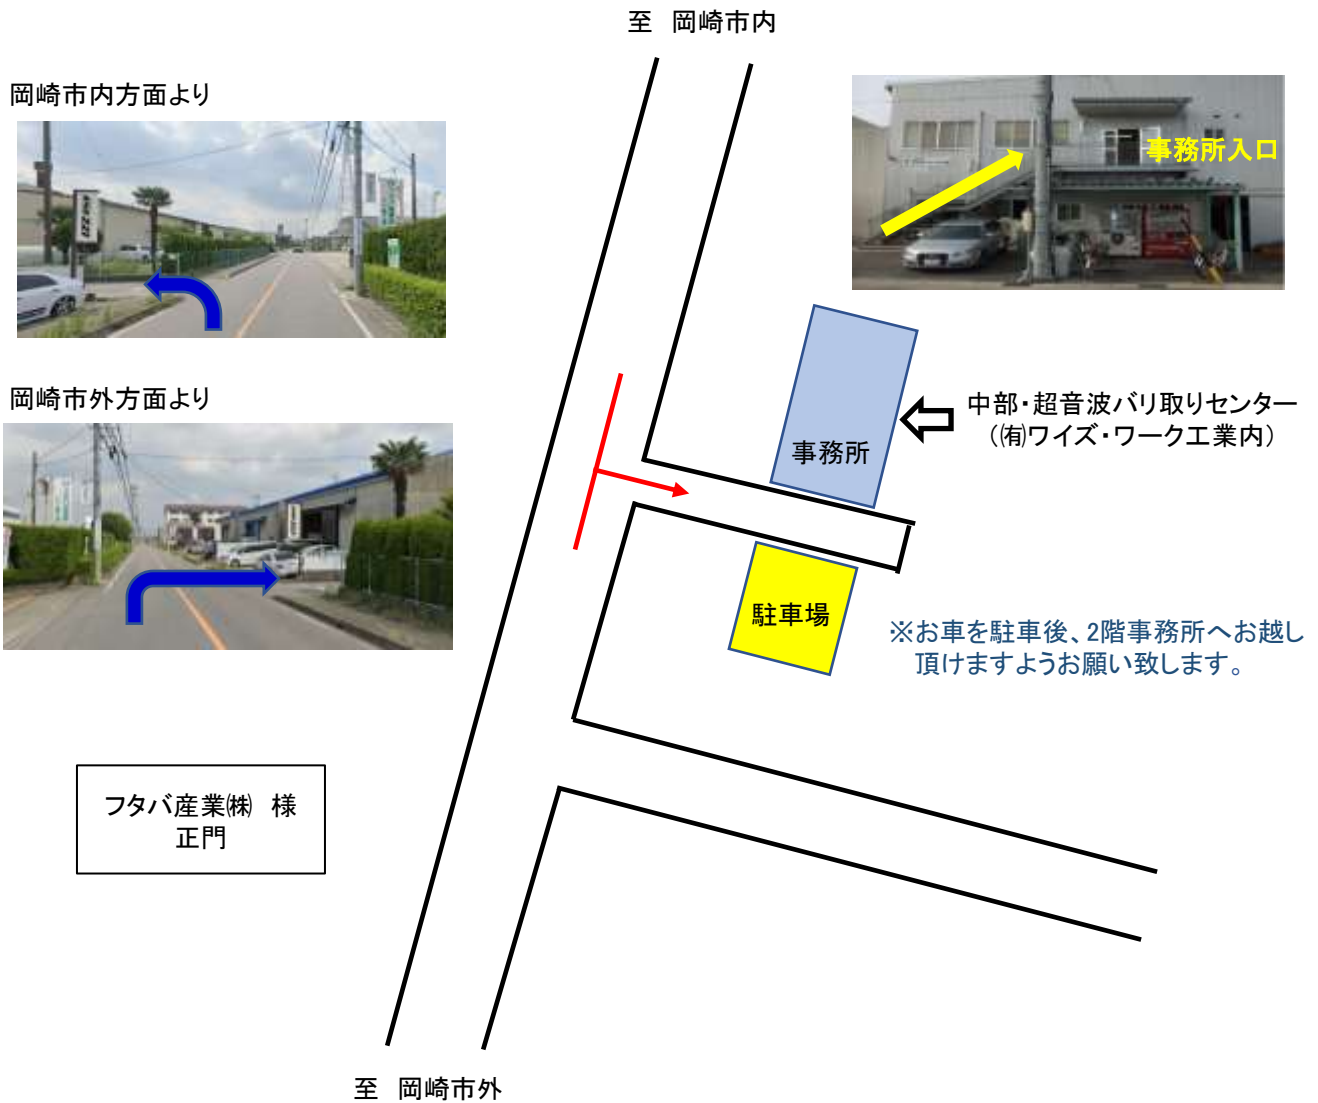 至　岡崎市内
岡崎市内方面より
事務所入口
岡崎市外方面より
中部・超音波バリ取りセンター
（㈲ワイズ・ワーク工業内）
事務所
駐車場
※お車を駐車後、2階事務所へお越し
頂けますようお願い致します。
フタバ産業㈱　様
正門
至　岡崎市外